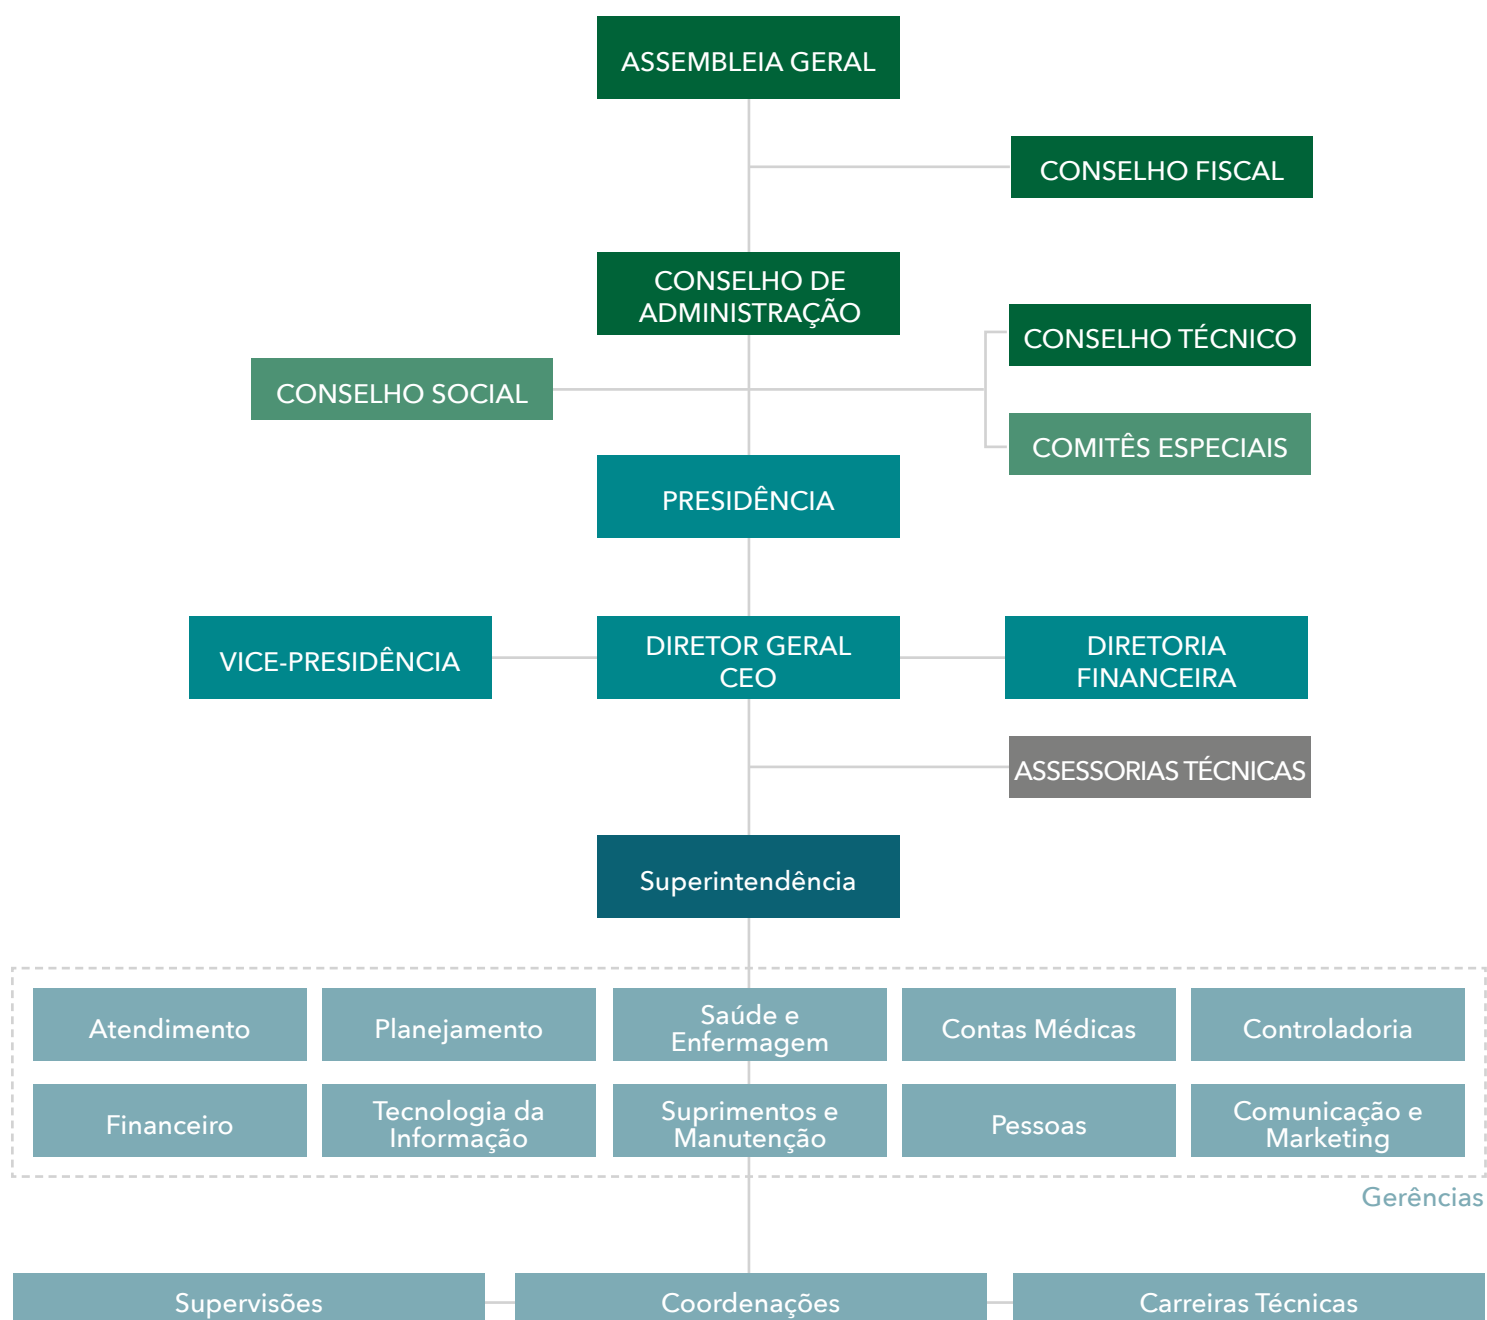 ASSEMBLEIA GERAL
CONSELHO FISCAL
CONSELHO DE
ADMINISTRAÇÃO
CONSELHO TÉCNICO
CONSELHO SOCIAL
COMITÊS ESPECIAIS
PRESIDÊNCIA
VICE-PRESIDÊNCIA
DIRETOR GERAL
CEO
DIRETORIA
FINANCEIRA
ASSESSORIAS TÉCNICAS
Superintendência
Atendimento
Planejamento
Saúde e
Enfermagem
Contas Médicas
Controladoria
Financeiro
Tecnologia da
Informação
Suprimentos e
Manutenção
Pessoas
Comunicação e
Marketing
Gerências
Supervisões
Coordenações
Carreiras Técnicas